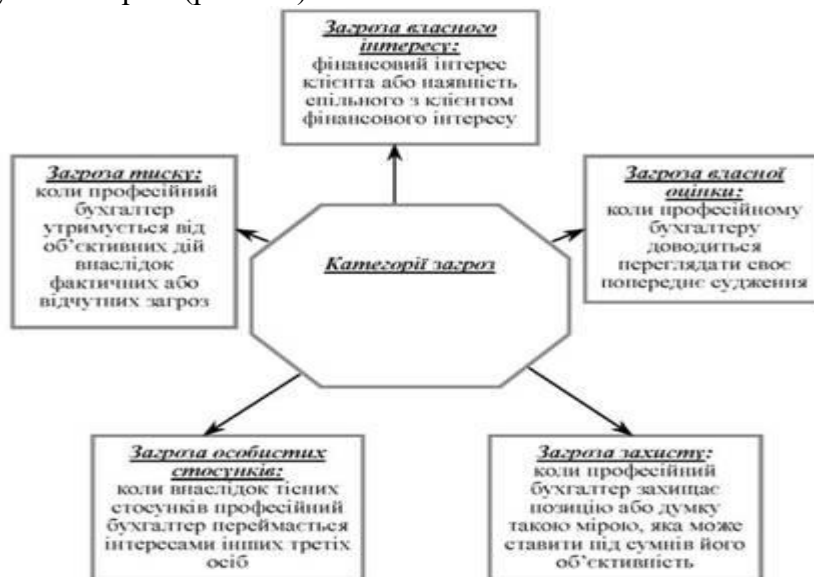 Загроза власного
інтересу:
фінансовий інтерес
клієнта або наявність
спільного з клієнтом
фінансового інтересу
Загроза тиску:
коли професійний
бухгалтер
утримується від
об’єктивних дій
внаслідок
фактичних або
відчутних загроз
Загроза власної
оцінки:
коли професійному
бухгалтеру
доводиться
переглядати своє
попереднє судження
Категорії загроз
Загроза особистих
стосунків:
коли внаслідок тісних
стосунків професійний
бухгалтер переймається
інтересами інших третіх
осіб
Загроза захисту:
коли професійний
бухгалтер захищає
позицію або думку
такою мірою, яка може
ставити під сумнів його
об’єктивність